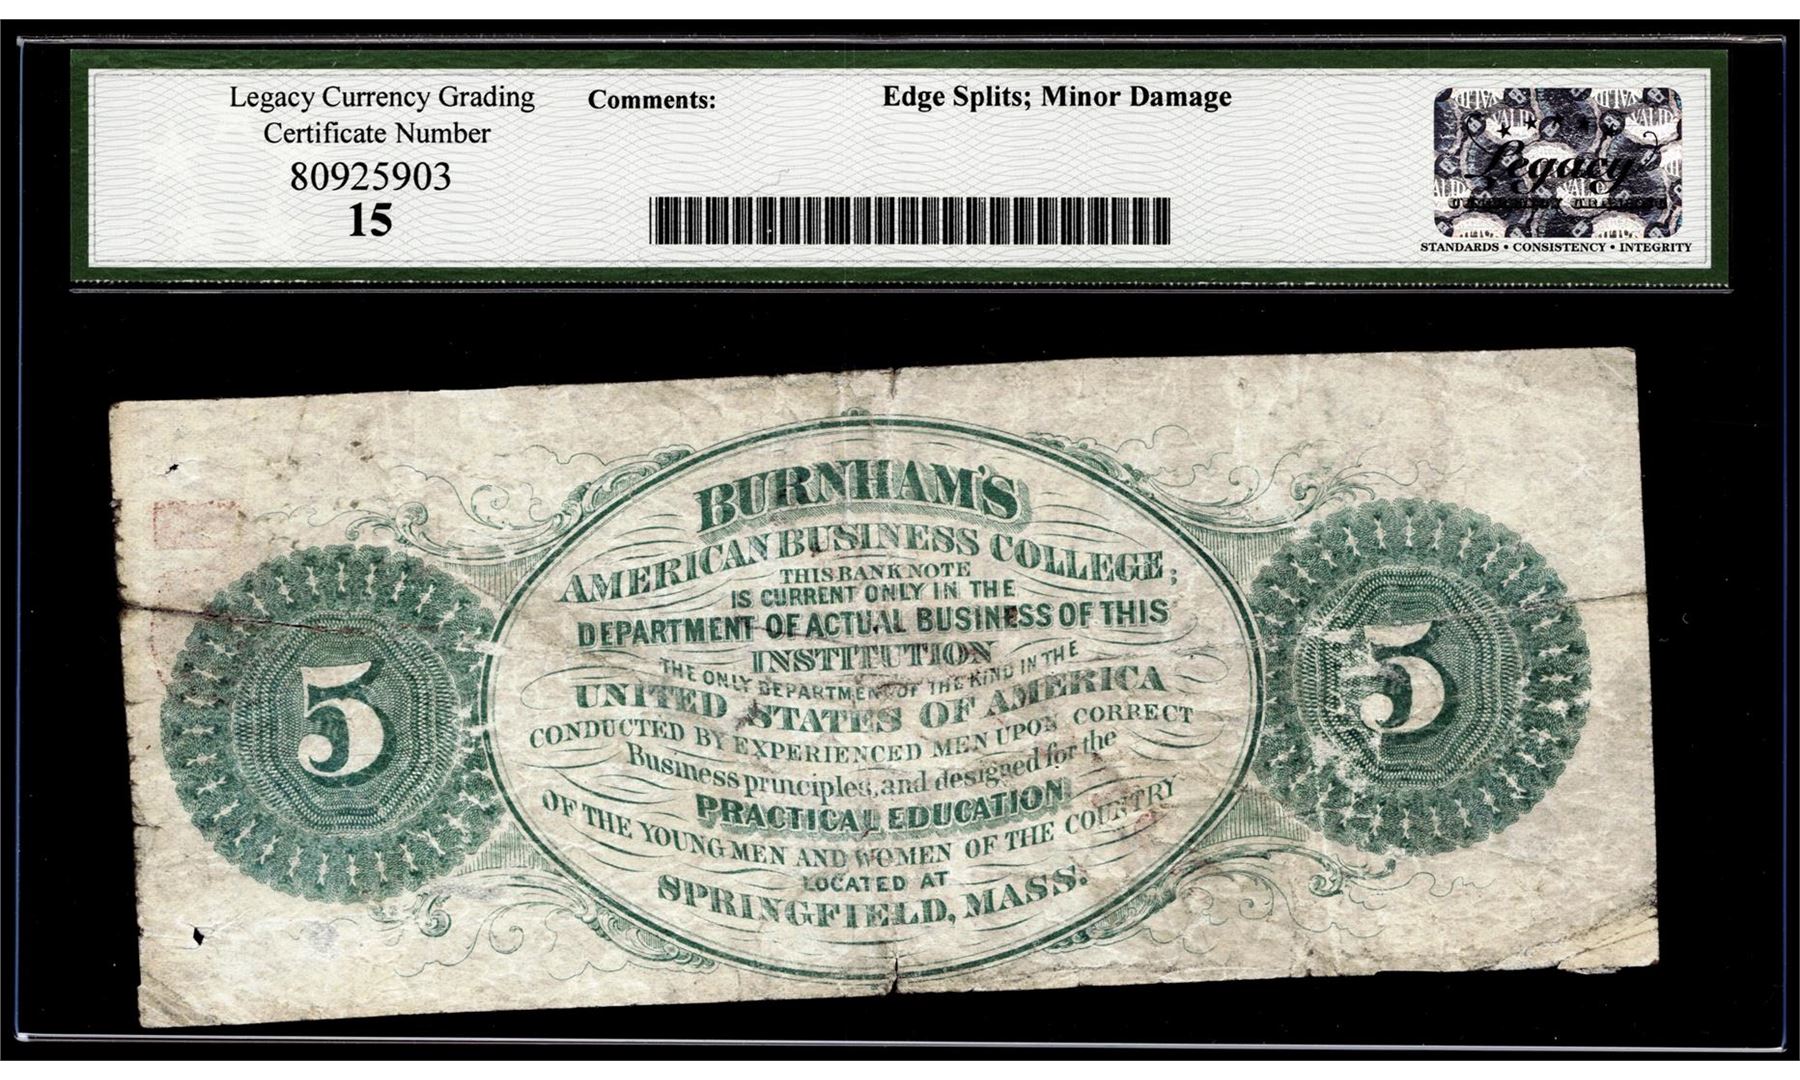 Legacy Currency Grading
Certificate Number
80925903
15
Comments:
Edge Splits; Minor Damage
Legacy
CURRENCY GRADING
STANDARDS • CONSISTENCY • INTEGRITY
BURNHAM'S
AMERICAN BUSINESS COLLEGE;
THIS BANK NOTE
IS CURRENT ONLY IN THE
DEPARTMENT OF ACTUAL BUSINESS OF THIS
INSTITUTION
THE ONLY DEPARTMENT OF THE KIND IN THE
UNITED STATES OF AMERICA
CONDUCTED BY EXPERIENCED MEN UPON CORRECT
Business principles, and designed for the
PRACTICAL EDUCATION
OF THE YOUNG MEN AND WOMEN OF THE COUNTRY
LOCATED AT
SPRINGFIELD, MASS.
5
5